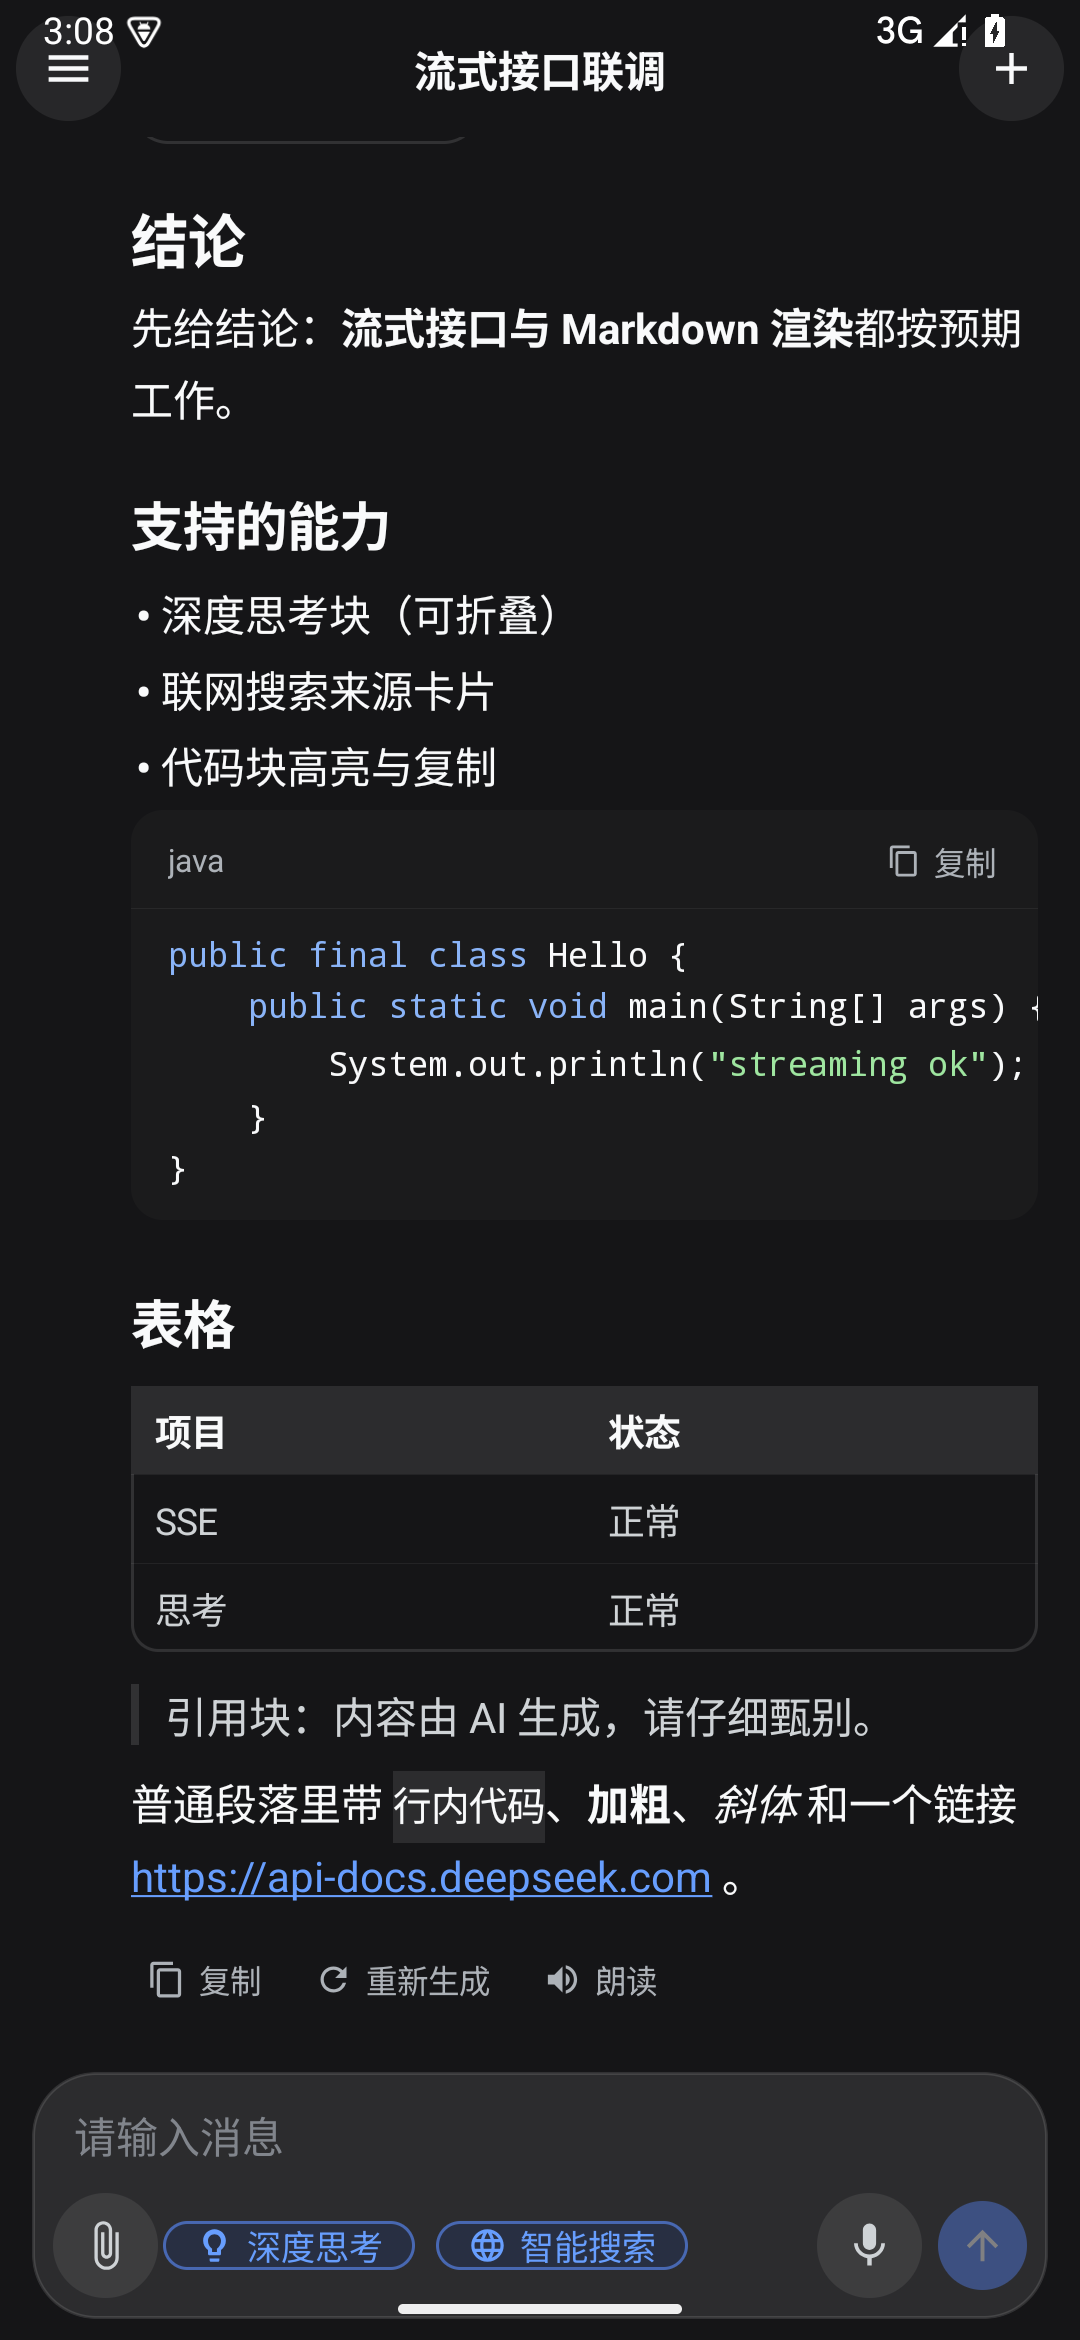 3:08
3G
流式接口联调
结论
先给结论：流式接口与 Markdown 渲染都按预期
工作。
支持的能力
• 深度思考块（可折叠）
• 联网搜索来源卡片
• 代码块高亮与复制
java
复制
public final class Hello {
    public static void main(String[] args) {
        System.out.println("streaming ok");
    }
}
表格
项目 状态
SSE 正常
思考 正常
引用块：内容由 AI 生成，请仔细甄别。
普通段落里带 行内代码、加粗、斜体 和一个链接
https://api-docs.deepseek.com 。
复制 重新生成 朗读
请输入消息
深度思考 智能搜索